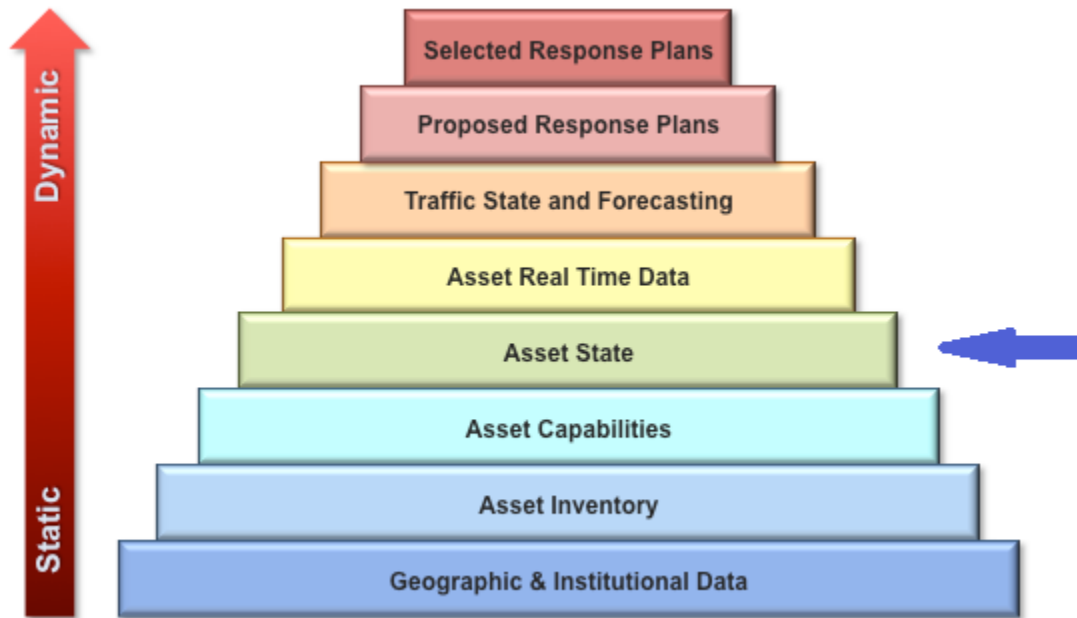 Dynamic
Static
Selected Response Plans
Proposed Response Plans
Traffic State and Forecasting
Asset Real Time Data
Asset State
Asset Capabilities
Asset Inventory
Geographic & Institutional Data